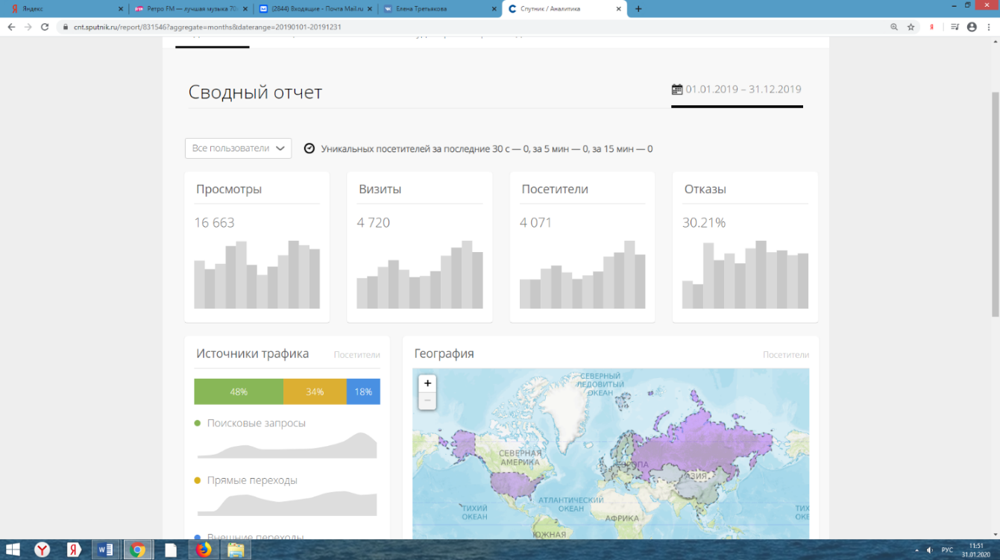 Яндекс
Ретро FM — лучшая музыка 70
(2844) Входящие - Почта Mail.ru
Елена Третьякова
Спутник / Аналитика
cnt.sputnik.ru/report/831546?aggregate=months&daterange=20190101-20191231
Сводный отчет
01.01.2019 – 31.12.2019
Все пользователи
Уникальных посетителей за последние 30 с — 0, за 5 мин — 0, за 15 мин — 0
Просмотры
16 663
Визиты
4 720
Посетители
4 071
Отказы
30.21%
Источники трафика
Посетители
48%
34%
18%
Поисковые запросы
Прямые переходы
Внешние переходы
География
Посетители
+
−
СЕВЕРНЫЙ
ЛЕДОВИТЫЙ
ОКЕАН
СЕВЕРНАЯ
АМЕРИКА
ЕВРОПА
АЗИЯ
АТЛАНТИЧЕСКИЙ
ОКЕАН
ТИХИЙ
ОКЕАН
АФРИКА
ТИХ
ОКЕ
ЮЖНАЯ
РУС
11:51
31.01.2020